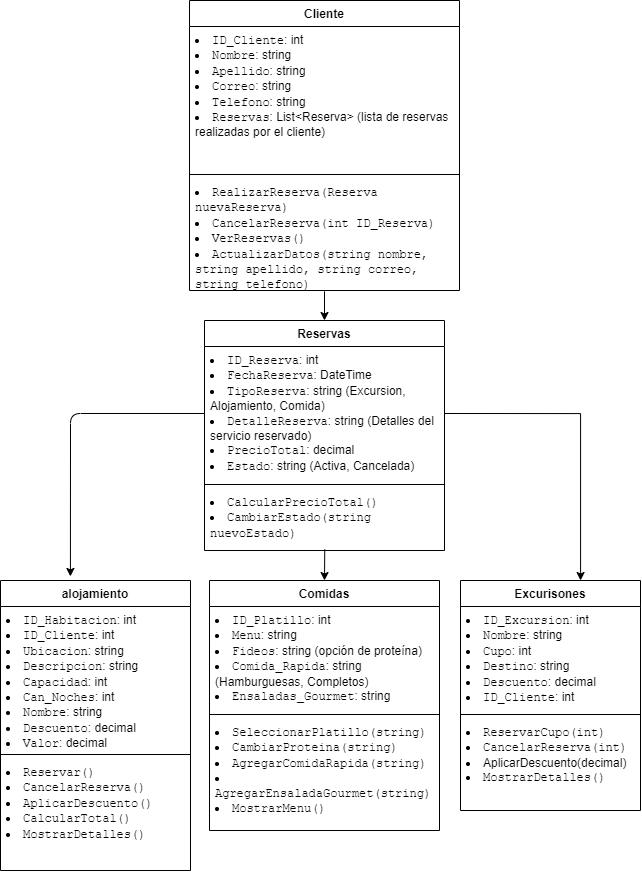 Cliente
• ID_Cliente: int
• Nombre: string
• Apellido: string
• Correo: string
• Telefono: string
• Reservas: List<Reserva> (lista de reservas
realizadas por el cliente)
• RealizarReserva(Reserva
nuevaReserva)
• CancelarReserva(int ID_Reserva)
• VerReservas()
• ActualizarDatos(string nombre,
string apellido, string correo,
string telefono)
Reservas
• ID_Reserva: int
• FechaReserva: DateTime
• TipoReserva: string (Excursion,
Alojamiento, Comida)
• DetalleReserva: string (Detalles del
servicio reservado)
• PrecioTotal: decimal
• Estado: string (Activa, Cancelada)
• CalcularPrecioTotal()
• CambiarEstado(string
nuevoEstado)
alojamiento
• ID_Habitacion: int
• ID_Cliente: int
• Ubicacion: string
• Descripcion: string
• Capacidad: int
• Can_Noches: int
• Nombre: string
• Descuento: decimal
• Valor: decimal
• Reservar()
• CancelarReserva()
• AplicarDescuento()
• CalcularTotal()
• MostrarDetalles()
Comidas
• ID_Platillo: int
• Menu: string
• Fideos: string (opción de proteína)
• Comida_Rapida: string
(Hamburguesas, Completos)
• Ensaladas_Gourmet: string
• SeleccionarPlatillo(string)
• CambiarProteina(string)
• AgregarComidaRapida(string)
•
AgregarEnsaladaGourmet(string)
• MostrarMenu()
Excurisones
• ID_Excursion: int
• Nombre: string
• Cupo: int
• Destino: string
• Descuento: decimal
• ID_Cliente: int
• ReservarCupo(int)
• CancelarReserva(int)
• AplicarDescuento(decimal)
• MostrarDetalles()